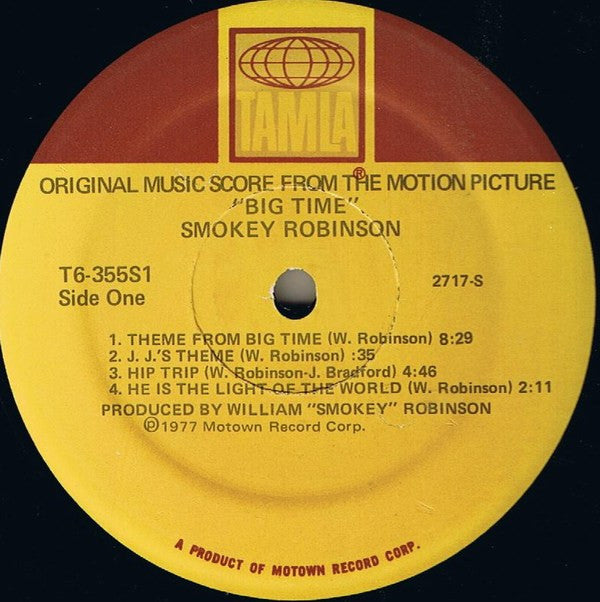 TAMLA
®
ORIGINAL MUSIC SCORE FROM THE MOTION PICTURE
"BIG TIME"
SMOKEY ROBINSON
T6-355S1
2717-S
Side One
1. THEME FROM BIG TIME (W. Robinson) 8:29
2. J. J.'S THEME (W. Robinson) :35
3. HIP TRIP (W. Robinson-J. Bradford) 4:46
4. HE IS THE LIGHT OF THE WORLD (W. Robinson) 2:11
PRODUCED BY WILLIAM "SMOKEY" ROBINSON
℗1977 Motown Record Corp.
A PRODUCT OF MOTOWN RECORD CORP.